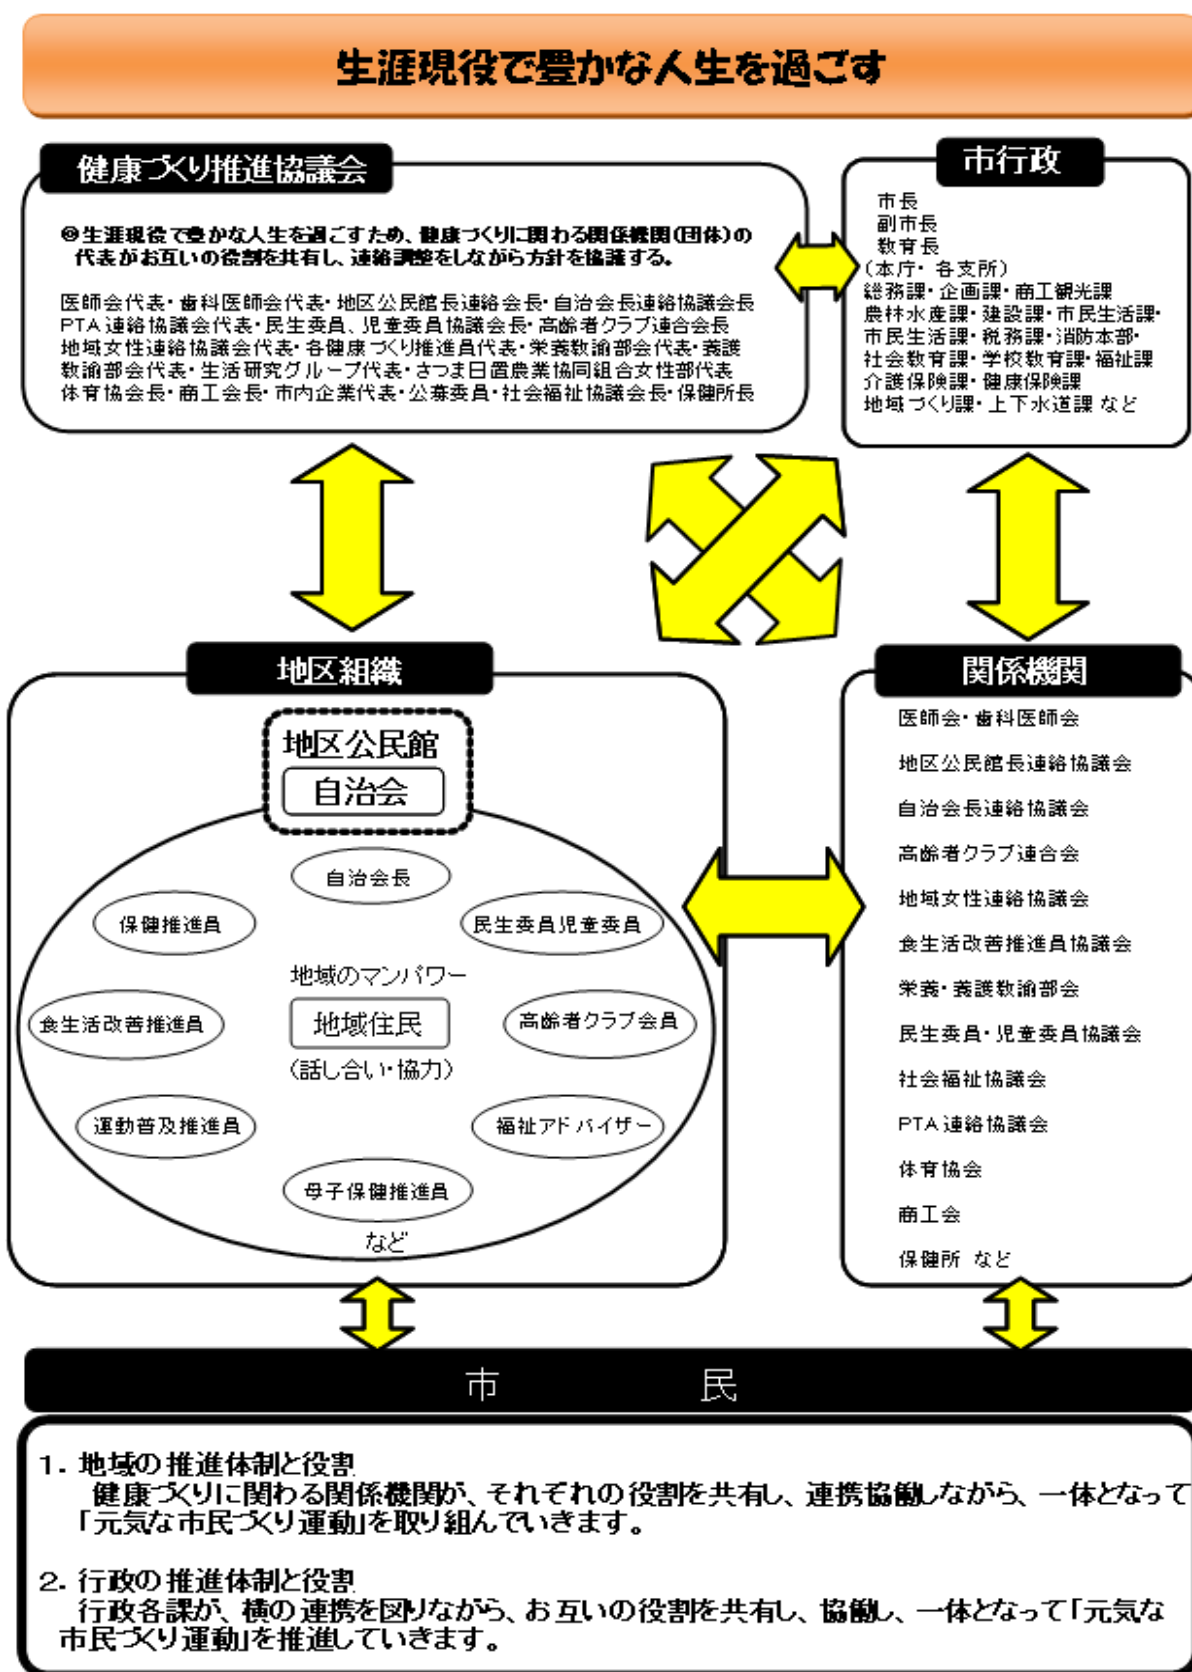 生涯現役で豊かな人生を過ごす
健康づくり推進協議会
◎生涯現役で豊かな人生を過ごすため、健康づくりに関わる関係機関(団体)の
代表がお互いの役割を共有し、連絡調整をしながら方針を協議する。
医師会代表・歯科医師会代表・地区公民館長連絡会長・自治会長連絡協議会長
PTA連絡協議会代表・民生委員、児童委員協議会長・高齢者クラブ連合会長
地域女性連絡協議会代表・各健康づくり推進員代表・栄養教諭部会代表・養護
教諭部会代表・生活研究グループ代表・さつま日置農業協同組合女性部代表
体育協会長・商工会長・市内企業代表・公募委員・社会福祉協議会長・保健所長
市行政
市長
副市長
教育長
(本庁・各支所)
総務課・企画課・商工観光課
農林水産課・建設課・市民生活課・
市民生活課・税務課・消防本部・
社会教育課・学校教育課・福祉課
介護保険課・健康保険課
地域づくり課・上下水道課 など
地区組織
地区公民館
自治会
自治会長
保健推進員
民生委員児童委員
地域のマンパワー
食生活改善推進員
地域住民
高齢者クラブ会員
(話し合い・協力)
運動普及推進員
福祉アドバイザー
母子保健推進員
など
関係機関
医師会・歯科医師会
地区公民館長連絡協議会
自治会長連絡協議会
高齢者クラブ連合会
地域女性連絡協議会
食生活改善推進員協議会
栄養・養護教諭部会
民生委員・児童委員協議会
社会福祉協議会
PTA連絡協議会
体育協会
商工会
保健所 など
市 民
1. 地域の推進体制と役割
健康づくりに関わる関係機関が、それぞれの役割を共有し、連携協働しながら、一体となって
「元気な市民づくり運動」を取り組んでいきます。
2. 行政の推進体制と役割
行政各課が、横の連携を図りながら、お互いの役割を共有し、協働し、一体となって「元気な
市民づくり運動」を推進していきます。